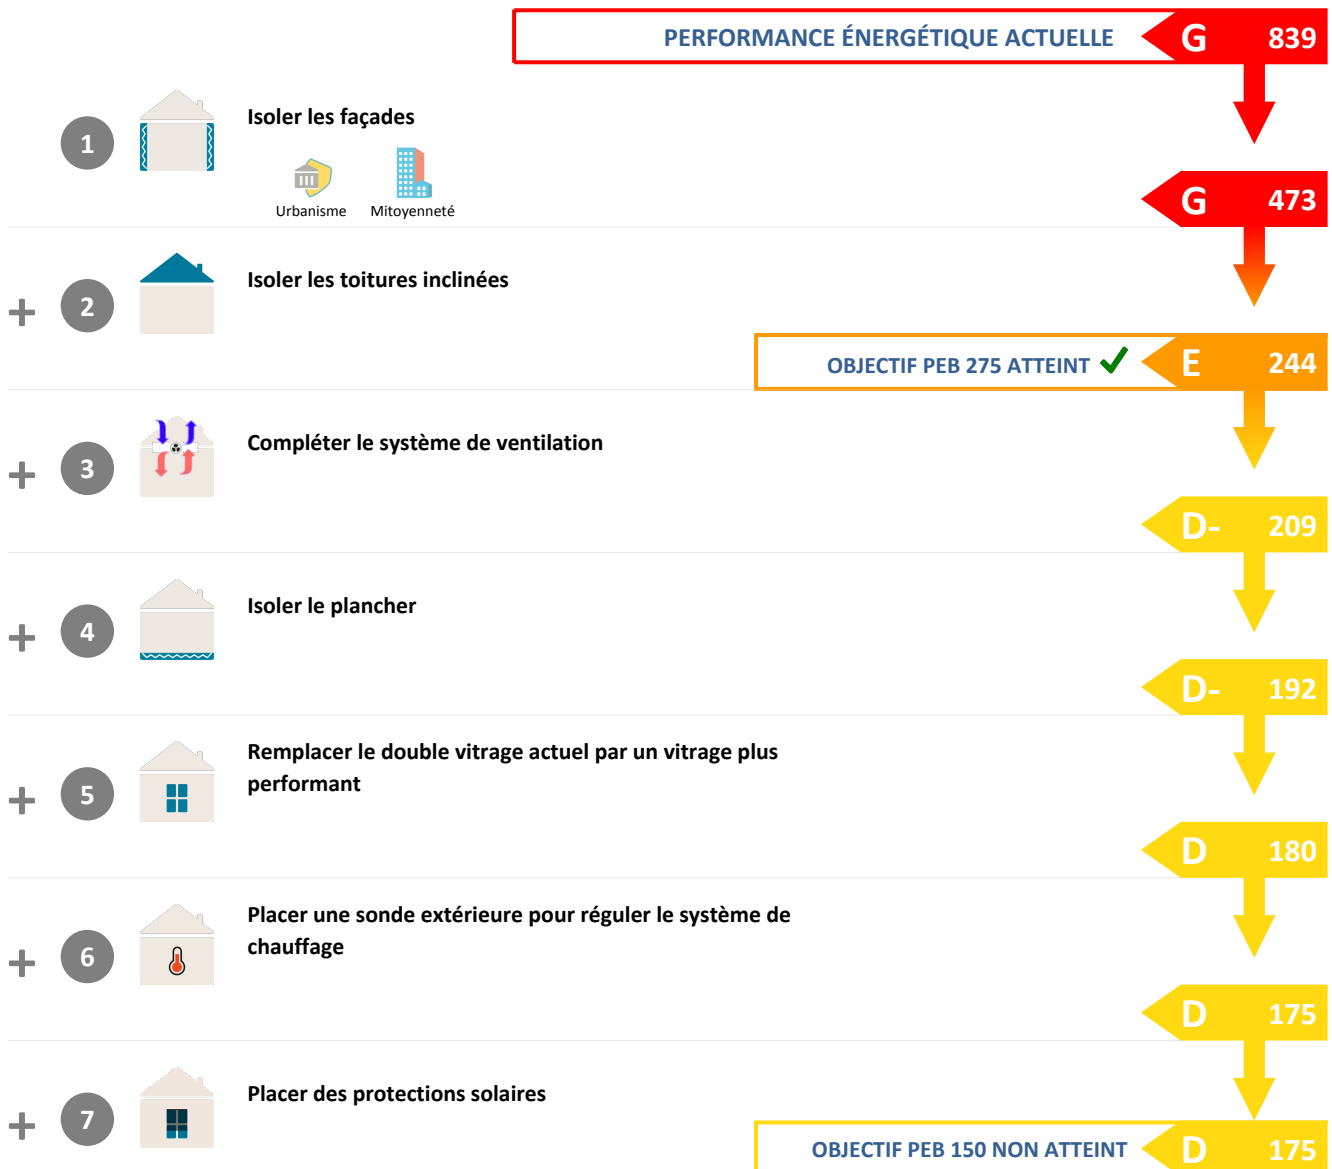 PERFORMANCE ÉNERGÉTIQUE ACTUELLE G 839
1 Isoler les façades
Urbanisme Mitoyenneté
G 473
+ 2 Isoler les toitures inclinées
OBJECTIF PEB 275 ATTEINT ✔ E 244
+ 3 Compléter le système de ventilation
D- 209
+ 4 Isoler le plancher
D- 192
+ 5 Remplacer le double vitrage actuel par un vitrage plus
performant
D 180
+ 6 Placer une sonde extérieure pour réguler le système de
chauffage
D 175
+ 7 Placer des protections solaires
OBJECTIF PEB 150 NON ATTEINT D 175